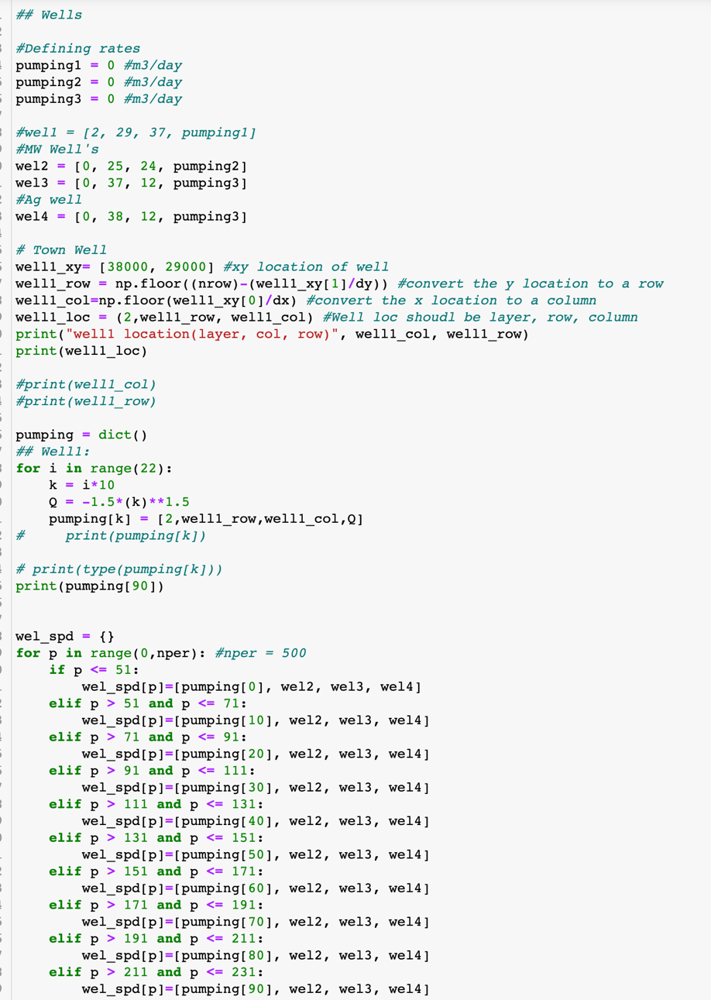 ## Wells
#Defining rates
pumping1 = 0 #m3/day
pumping2 = 0 #m3/day
pumping3 = 0 #m3/day
#well1 = [2, 29, 37, pumping1]
#MW Well's
wel2 = [0, 25, 24, pumping2]
wel3 = [0, 37, 12, pumping3]
#Ag well
wel4 = [0, 38, 12, pumping3]
# Town Well
well1_xy= [38000, 29000] #xy location of well
well1_row = np.floor((nrow)-(well1_xy[1]/dy)) #convert the y location to a row
well1_col=np.floor(well1_xy[0]/dx) #convert the x location to a column
well1_loc = (2,well1_row, well1_col) #Well loc shoudl be layer, row, column
print("well1 location(layer, col, row)", well1_col, well1_row)
print(well1_loc)
#print(well1_col)
#print(well1_row)
pumping = dict()
## Well1:
for i in range(22):
    k = i*10
    Q = -1.5*(k)**1.5
    pumping[k] = [2,well1_row,well1_col,Q]
#     print(pumping[k])
# print(type(pumping[k]))
print(pumping[90])
wel_spd = {}
for p in range(0,nper): #nper = 500
    if p <= 51:
        wel_spd[p]=[pumping[0], wel2, wel3, wel4]
    elif p > 51 and p <= 71:
        wel_spd[p]=[pumping[10], wel2, wel3, wel4]
    elif p > 71 and p <= 91:
        wel_spd[p]=[pumping[20], wel2, wel3, wel4]
    elif p > 91 and p <= 111:
        wel_spd[p]=[pumping[30], wel2, wel3, wel4]
    elif p > 111 and p <= 131:
        wel_spd[p]=[pumping[40], wel2, wel3, wel4]
    elif p > 131 and p <= 151:
        wel_spd[p]=[pumping[50], wel2, wel3, wel4]
    elif p > 151 and p <= 171:
        wel_spd[p]=[pumping[60], wel2, wel3, wel4]
    elif p > 171 and p <= 191:
        wel_spd[p]=[pumping[70], wel2, wel3, wel4]
    elif p > 191 and p <= 211:
        wel_spd[p]=[pumping[80], wel2, wel3, wel4]
    elif p > 211 and p <= 231:
        wel_spd[p]=[pumping[90], wel2, wel3, wel4]